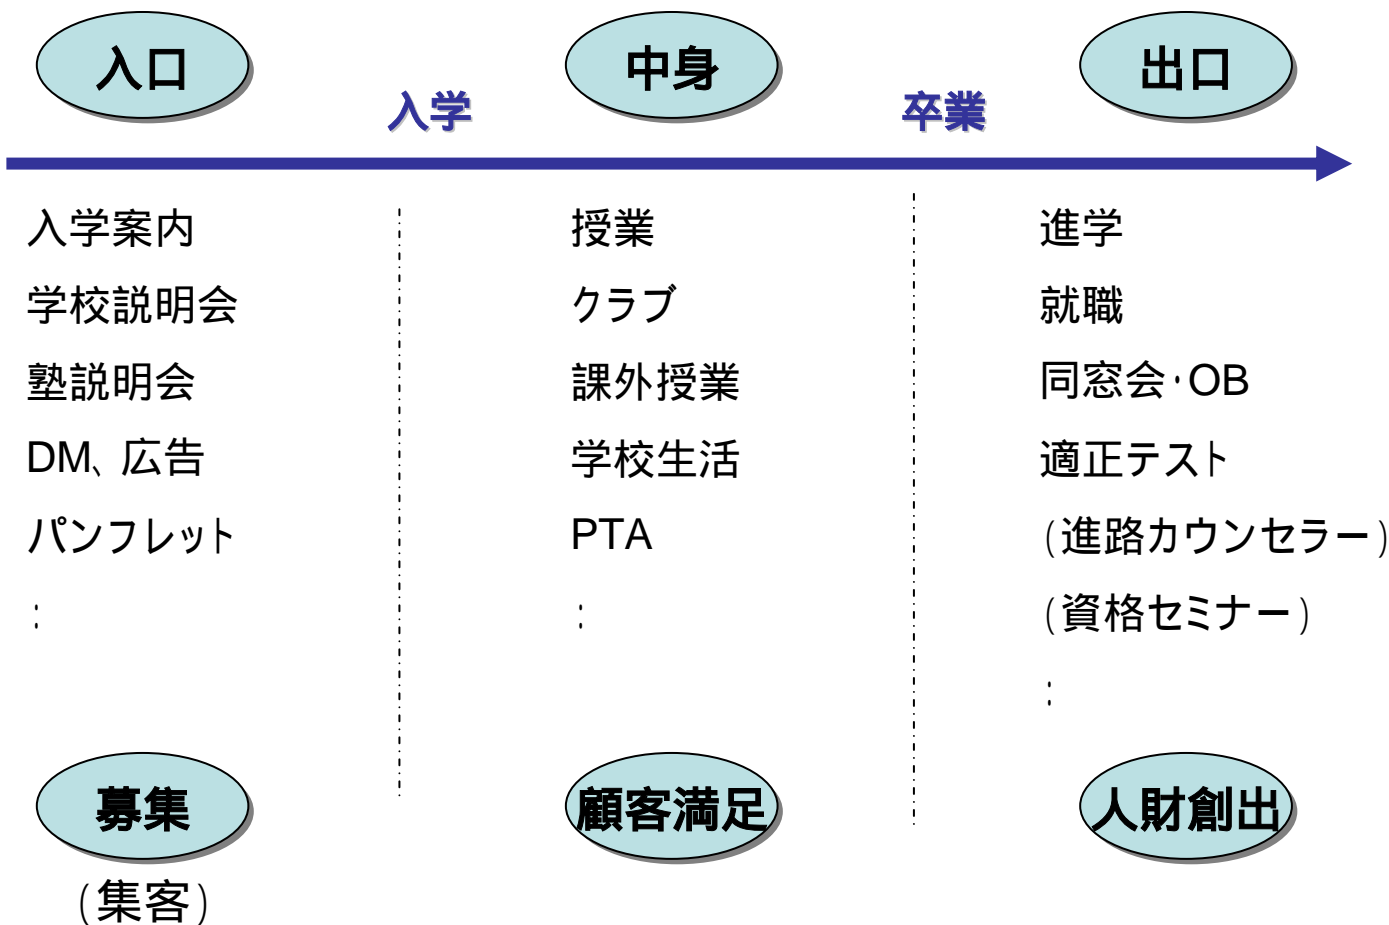 入口
中身
出口
入学
卒業
入学案内
学校説明会
塾説明会
DM、広告
パンフレット
:
授業
クラブ
課外授業
学校生活
PTA
:
進学
就職
同窓会・OB
適正テスト
(進路カウンセラー)
(資格セミナー)
:
募集
(集客)
顧客満足
人財創出